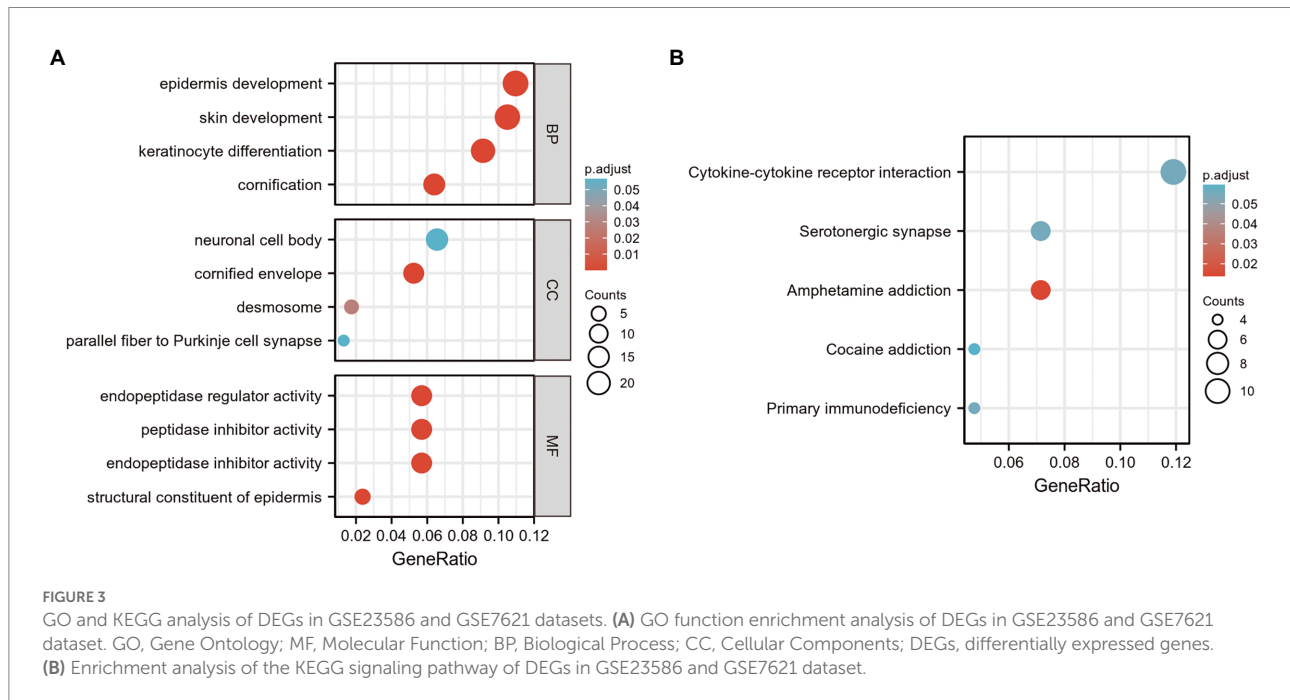 A
epidermis development
skin development
keratinocyte differentiation
cornification
BP
neuronal cell body
cornified envelope
desmosome
parallel fiber to Purkinje cell synapse
CC
endopeptidase regulator activity
peptidase inhibitor activity
endopeptidase inhibitor activity
structural constituent of epidermis
MF
0.02 0.04 0.06 0.08 0.10 0.12
GeneRatio
p.adjust
0.05
0.04
0.03
0.02
0.01
Counts
5
10
15
20
B
Cytokine-cytokine receptor interaction
Serotonergic synapse
Amphetamine addiction
Cocaine addiction
Primary immunodeficiency
0.06 0.08 0.10 0.12
GeneRatio
p.adjust
0.05
0.04
0.03
0.02
Counts
4
6
8
10
FIGURE 3
GO and KEGG analysis of DEGs in GSE23586 and GSE7621 datasets. (A) GO function enrichment analysis of DEGs in GSE23586 and GSE7621
dataset. GO, Gene Ontology; MF, Molecular Function; BP, Biological Process; CC, Cellular Components; DEGs, differentially expressed genes.
(B) Enrichment analysis of the KEGG signaling pathway of DEGs in GSE23586 and GSE7621 dataset.